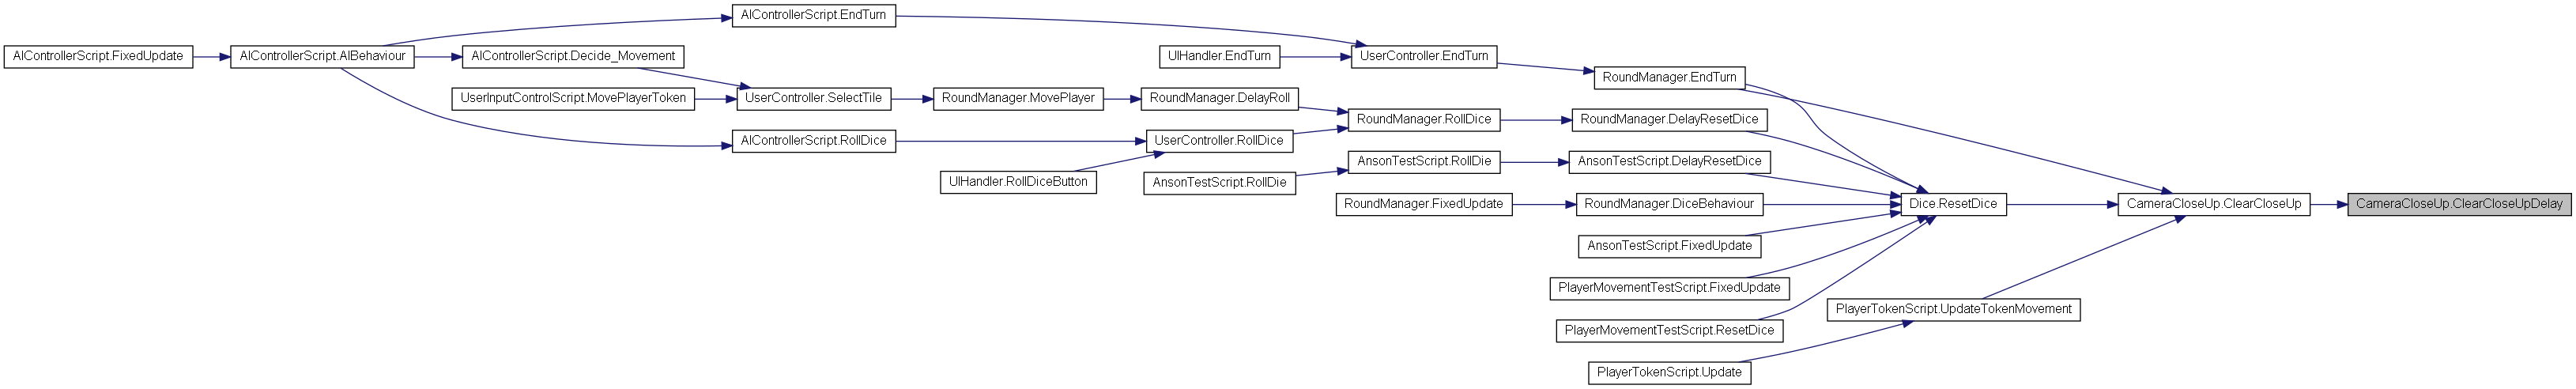 AIControllerScript.EndTurn
AIControllerScript.FixedUpdate
AIControllerScript.AIBehaviour
AIControllerScript.Decide_Movement
UIHandler.EndTurn
UserController.EndTurn
RoundManager.EndTurn
UserInputControlScript.MovePlayerToken
UserController.SelectTile
RoundManager.MovePlayer
RoundManager.DelayRoll
RoundManager.RollDice
RoundManager.DelayResetDice
AIControllerScript.RollDice
UserController.RollDice
AnsonTestScript.RollDie
AnsonTestScript.DelayResetDice
UIHandler.RollDiceButton
AnsonTestScript.RollDie
RoundManager.FixedUpdate
RoundManager.DiceBehaviour
Dice.ResetDice
CameraCloseUp.ClearCloseUp
CameraCloseUp.ClearCloseUpDelay
AnsonTestScript.FixedUpdate
PlayerMovementTestScript.FixedUpdate
PlayerTokenScript.UpdateTokenMovement
PlayerMovementTestScript.ResetDice
PlayerTokenScript.Update